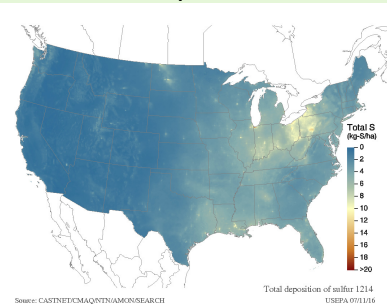 Total S
(kg-S/ha)
0
2
4
6
8
10
12
14
16
18
>20
Total deposition of sulfur 1214
Source: CASTNET/CMAQ/NTN/AMON/SEARCH
USEPA 07/11/16